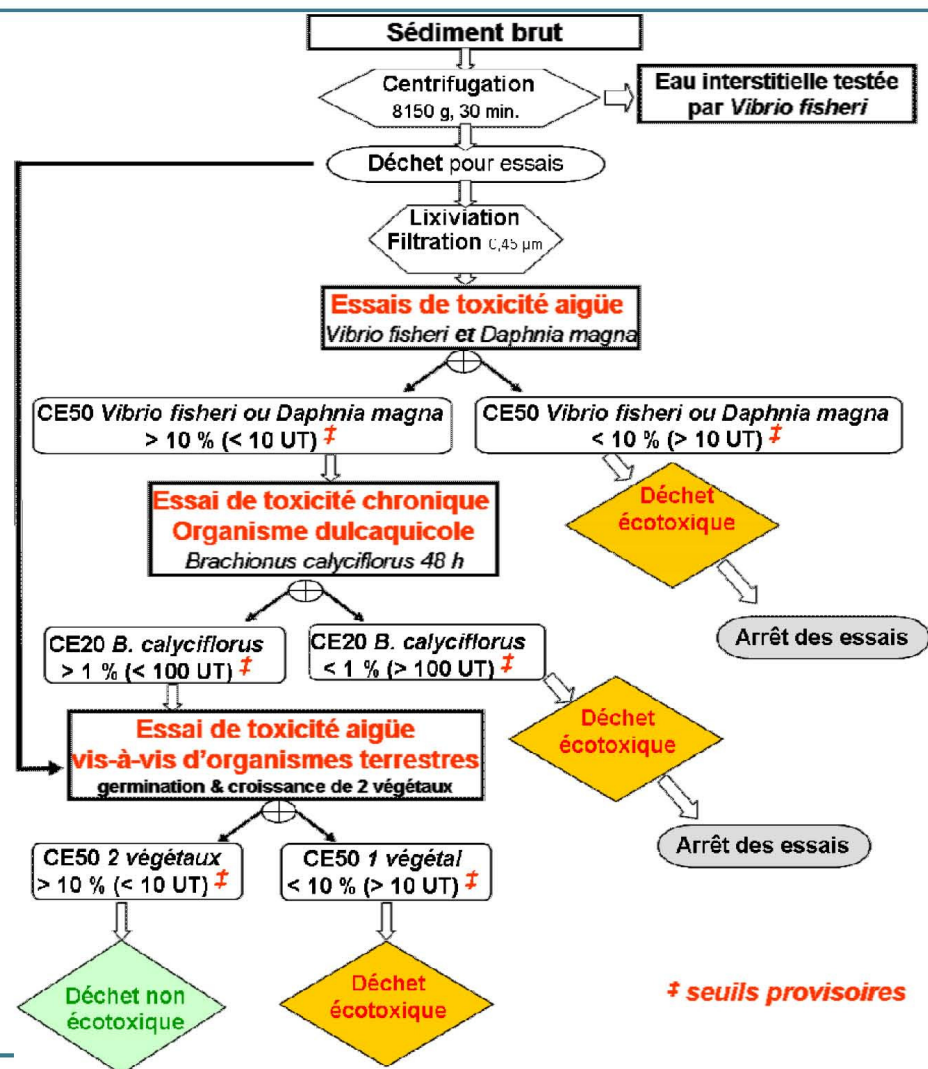 Sédiment brut
Centrifugation
8150 g, 30 min.
Eau interstitielle testée
par Vibrio fisheri
Déchet pour essais
Lixiviation
Filtration 0,45 µm
Essais de toxicité aigüe
Vibrio fisheri et Daphnia magna
CE50 Vibrio fisheri ou Daphnia magna
> 10 % (< 10 UT) ‡
CE50 Vibrio fisheri ou Daphnia magna
< 10 % (> 10 UT) ‡
Essai de toxicité chronique
Organisme dulcaquicole
Brachionus calyciflorus 48 h
Déchet
écotoxique
Arrêt des essais
CE20 B. calyciflorus
> 1 % (< 100 UT) ‡
CE20 B. calyciflorus
< 1 % (> 100 UT) ‡
Déchet
écotoxique
Arrêt des essais
Essai de toxicité aigüe
vis-à-vis d'organismes terrestres
germination & croissance de 2 végétaux
CE50 2 végétaux
> 10 % (< 10 UT) ‡
CE50 1 végétal
< 10 % (> 10 UT) ‡
Déchet non
écotoxique
Déchet
écotoxique
‡ seuils provisoires